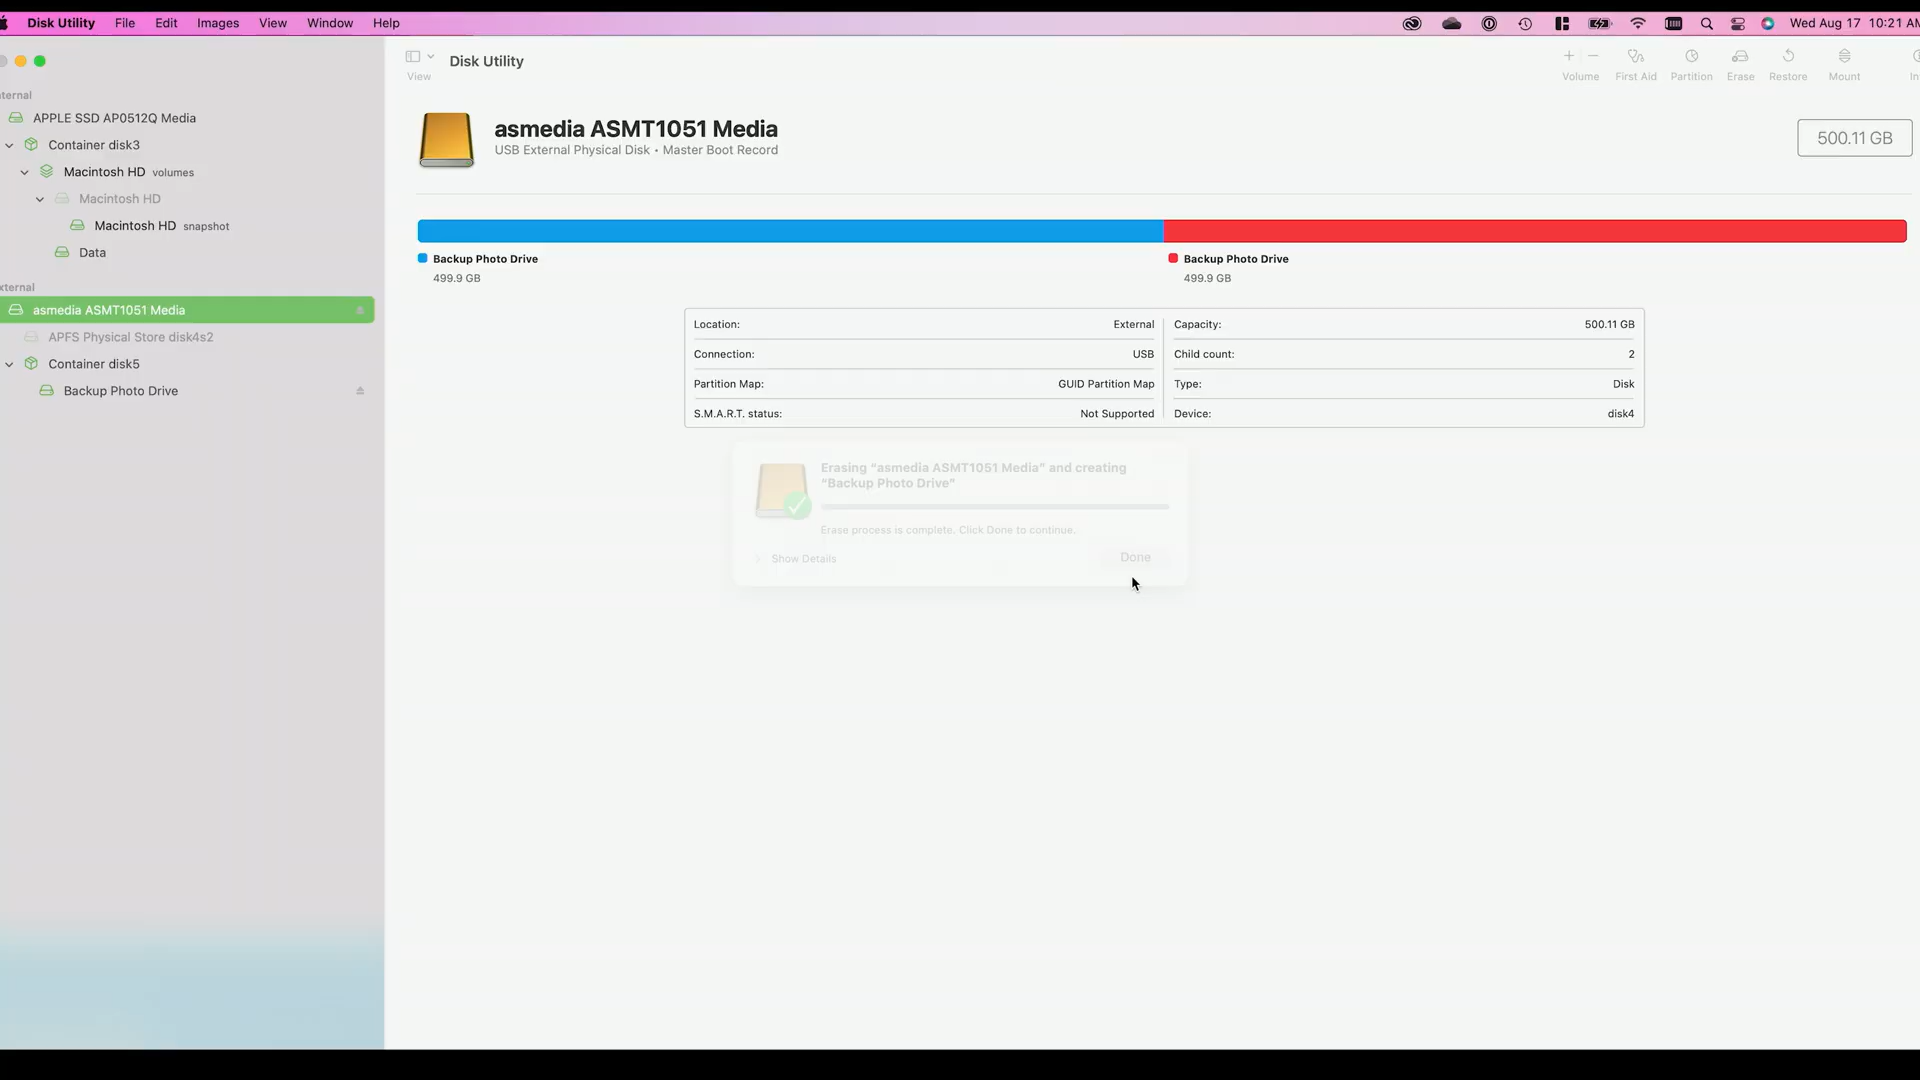 Disk Utility File Edit Images View Window Help Wed Aug 17 10:21 AM
View
Disk Utility
Volume First Aid Partition Erase Restore Mount In
ternal
APPLE SSD AP0512Q Media
Container disk3
Macintosh HD volumes
Macintosh HD
Macintosh HD snapshot
Data
xternal
asmedia ASMT1051 Media
APFS Physical Store disk4s2
Container disk5
Backup Photo Drive
asmedia ASMT1051 Media
USB External Physical Disk • Master Boot Record
500.11 GB
Backup Photo Drive
499.9 GB
Backup Photo Drive
499.9 GB
Location: External
Capacity: 500.11 GB
Connection: USB
Child count: 2
Partition Map: GUID Partition Map
Type: Disk
S.M.A.R.T. status: Not Supported
Device: disk4
Erasing “asmedia ASMT1051 Media” and creating
“Backup Photo Drive”
Erase process is complete. Click Done to continue.
Show Details
Done